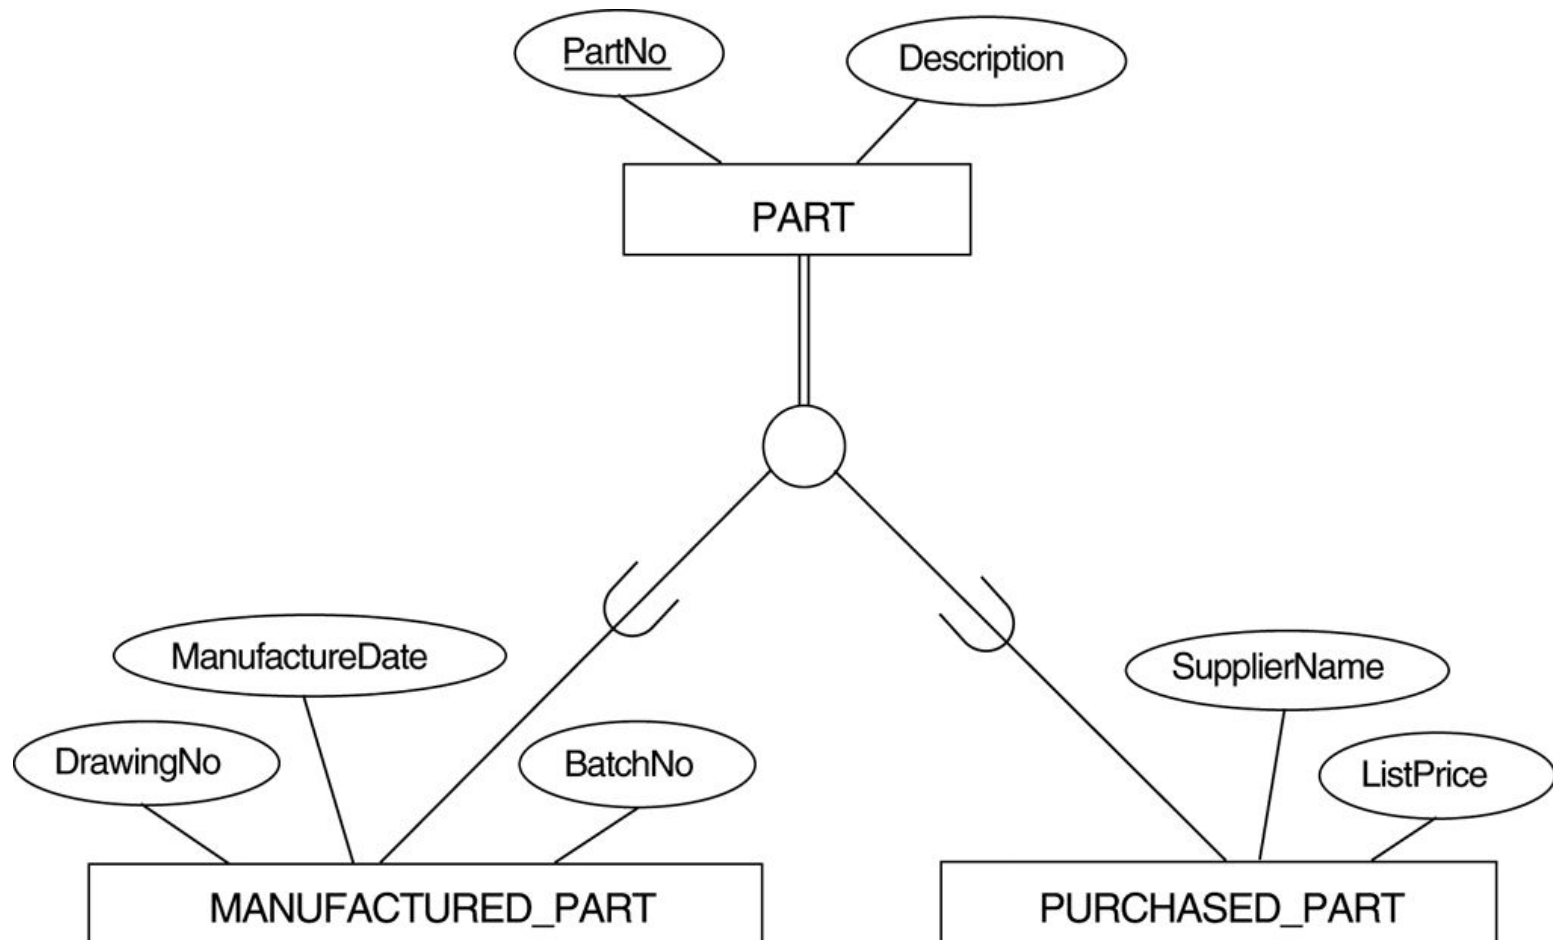 PartNo
Description
PART
ManufactureDate
SupplierName
DrawingNo
BatchNo
ListPrice
MANUFACTURED_PART
PURCHASED_PART